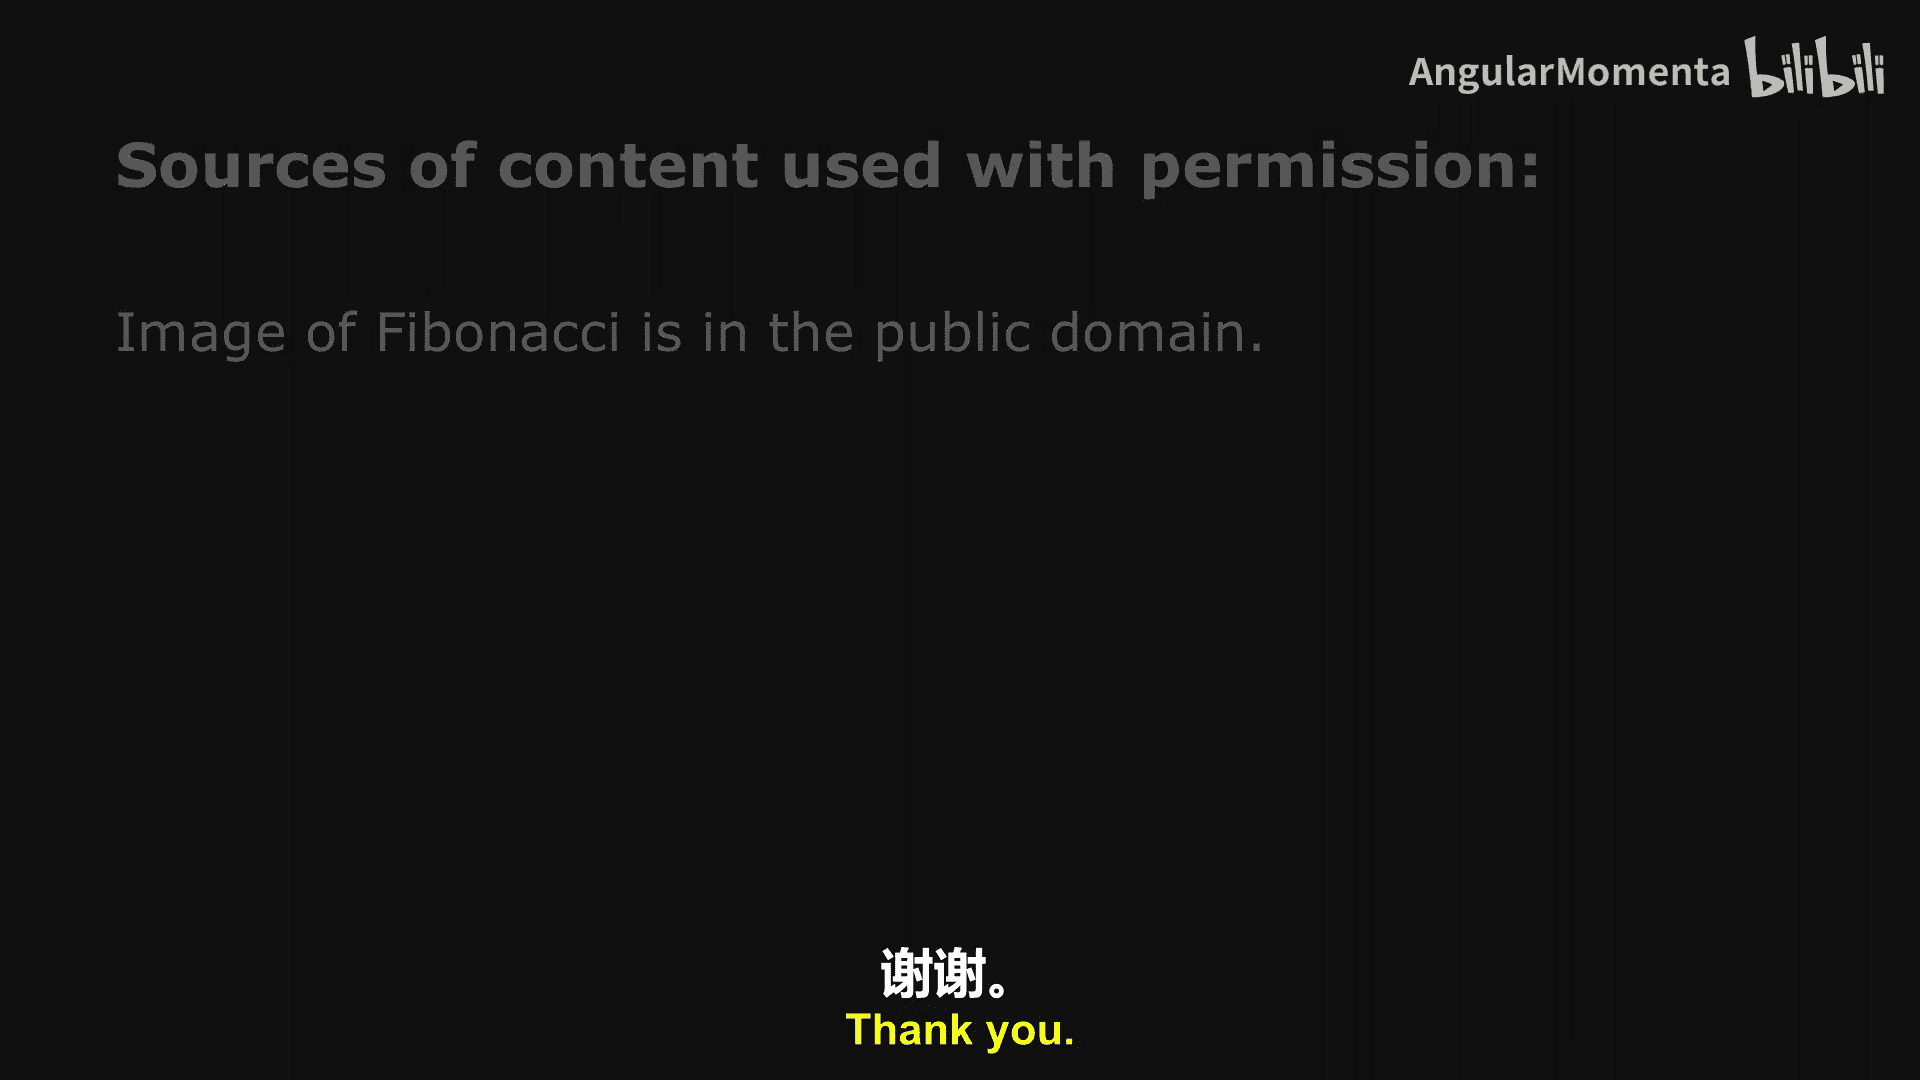 AngularMomenta bilibili
Sources of content used with permission:
Image of Fibonacci is in the public domain.
谢谢。
Thank you.